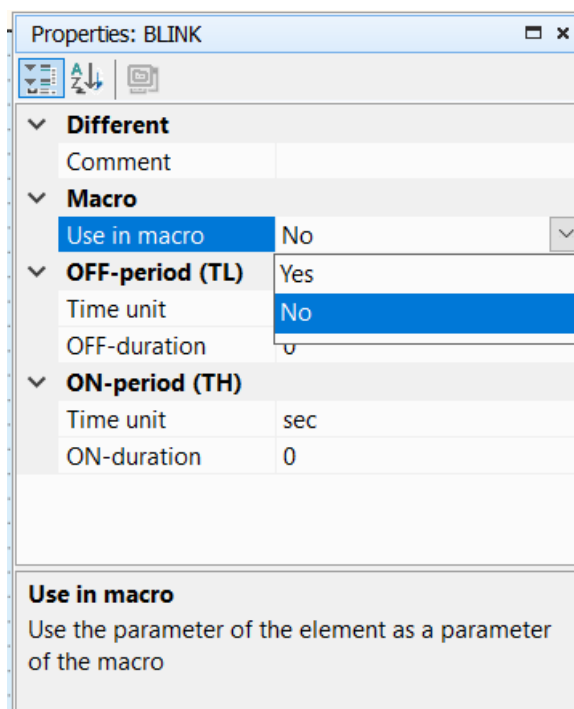 Properties: BLINK
Different
Comment
Macro
Use in macro No
OFF-period (TL) Yes
Time unit No
OFF-duration 0
ON-period (TH)
Time unit sec
ON-duration 0
Use in macro
Use the parameter of the element as a parameter
of the macro